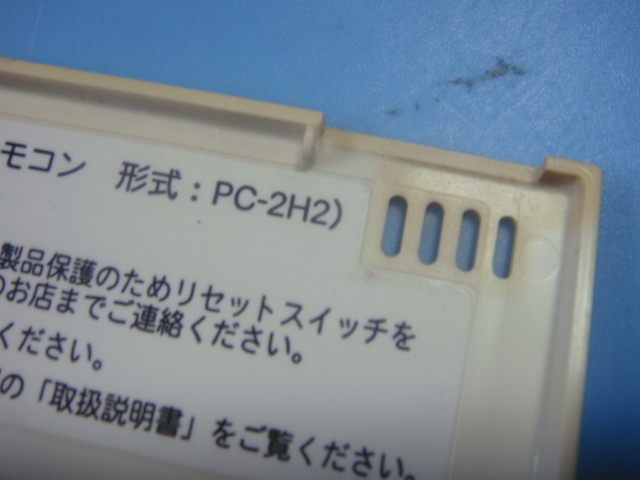 モコン 形式：PC-2H2）
製品保護のためリセットスイッチを
のお店までご連絡ください。
ください。
の「取扱説明書」をご覧ください。